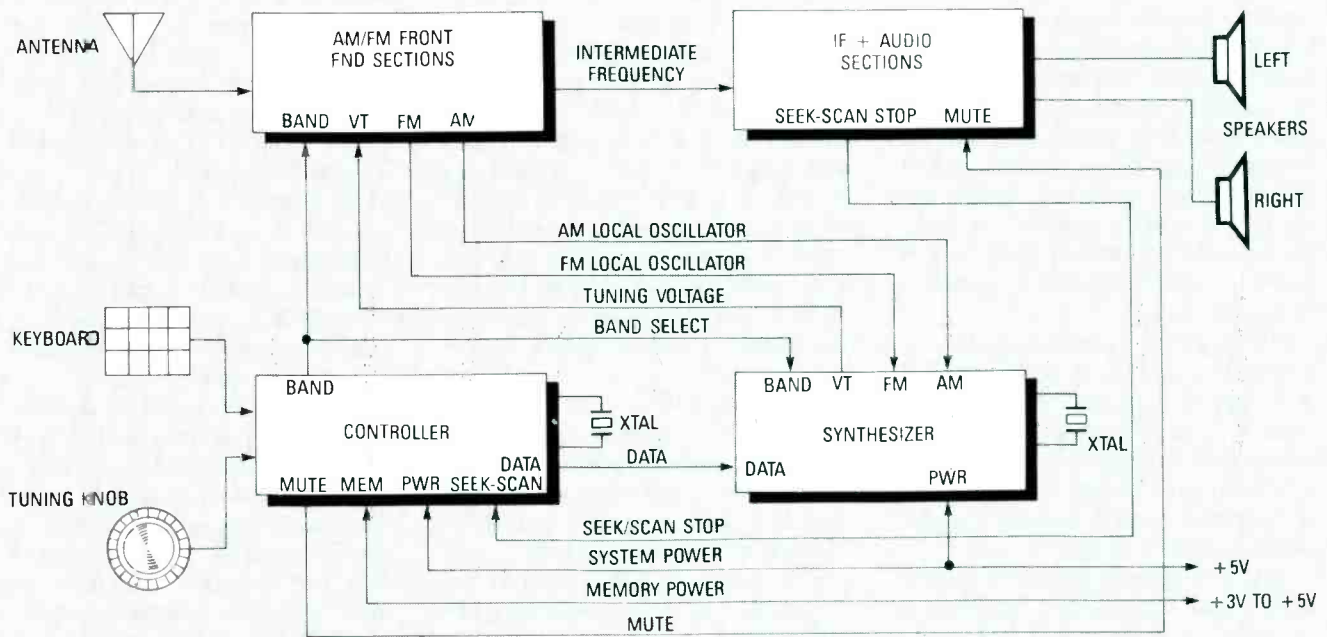 ANTENNA
AM/FM FRONT
FND SECTIONS
BAND VT FM AM
INTERMEDIATE
FREQUENCY
IF + AUDIO
SECTIONS
SEEK-SCAN STOP MUTE
LEFT
SPEAKERS
RIGHT
AM LOCAL OSCILLATOR
FM LOCAL OSCILLATOR
TUNING VOLTAGE
BAND SELECT
KEYBOARD
BAND
CONTROLLER
DATA
MUTE MEM PWR SEEK-SCAN
XTAL
DATA
BAND VT FM AM
SYNTHESIZER
DATA
PWR
XTAL
TUNING KNOB
SEEK/SCAN STOP
SYSTEM POWER
+5V
MEMORY POWER
+3V TO +5V
MUTE